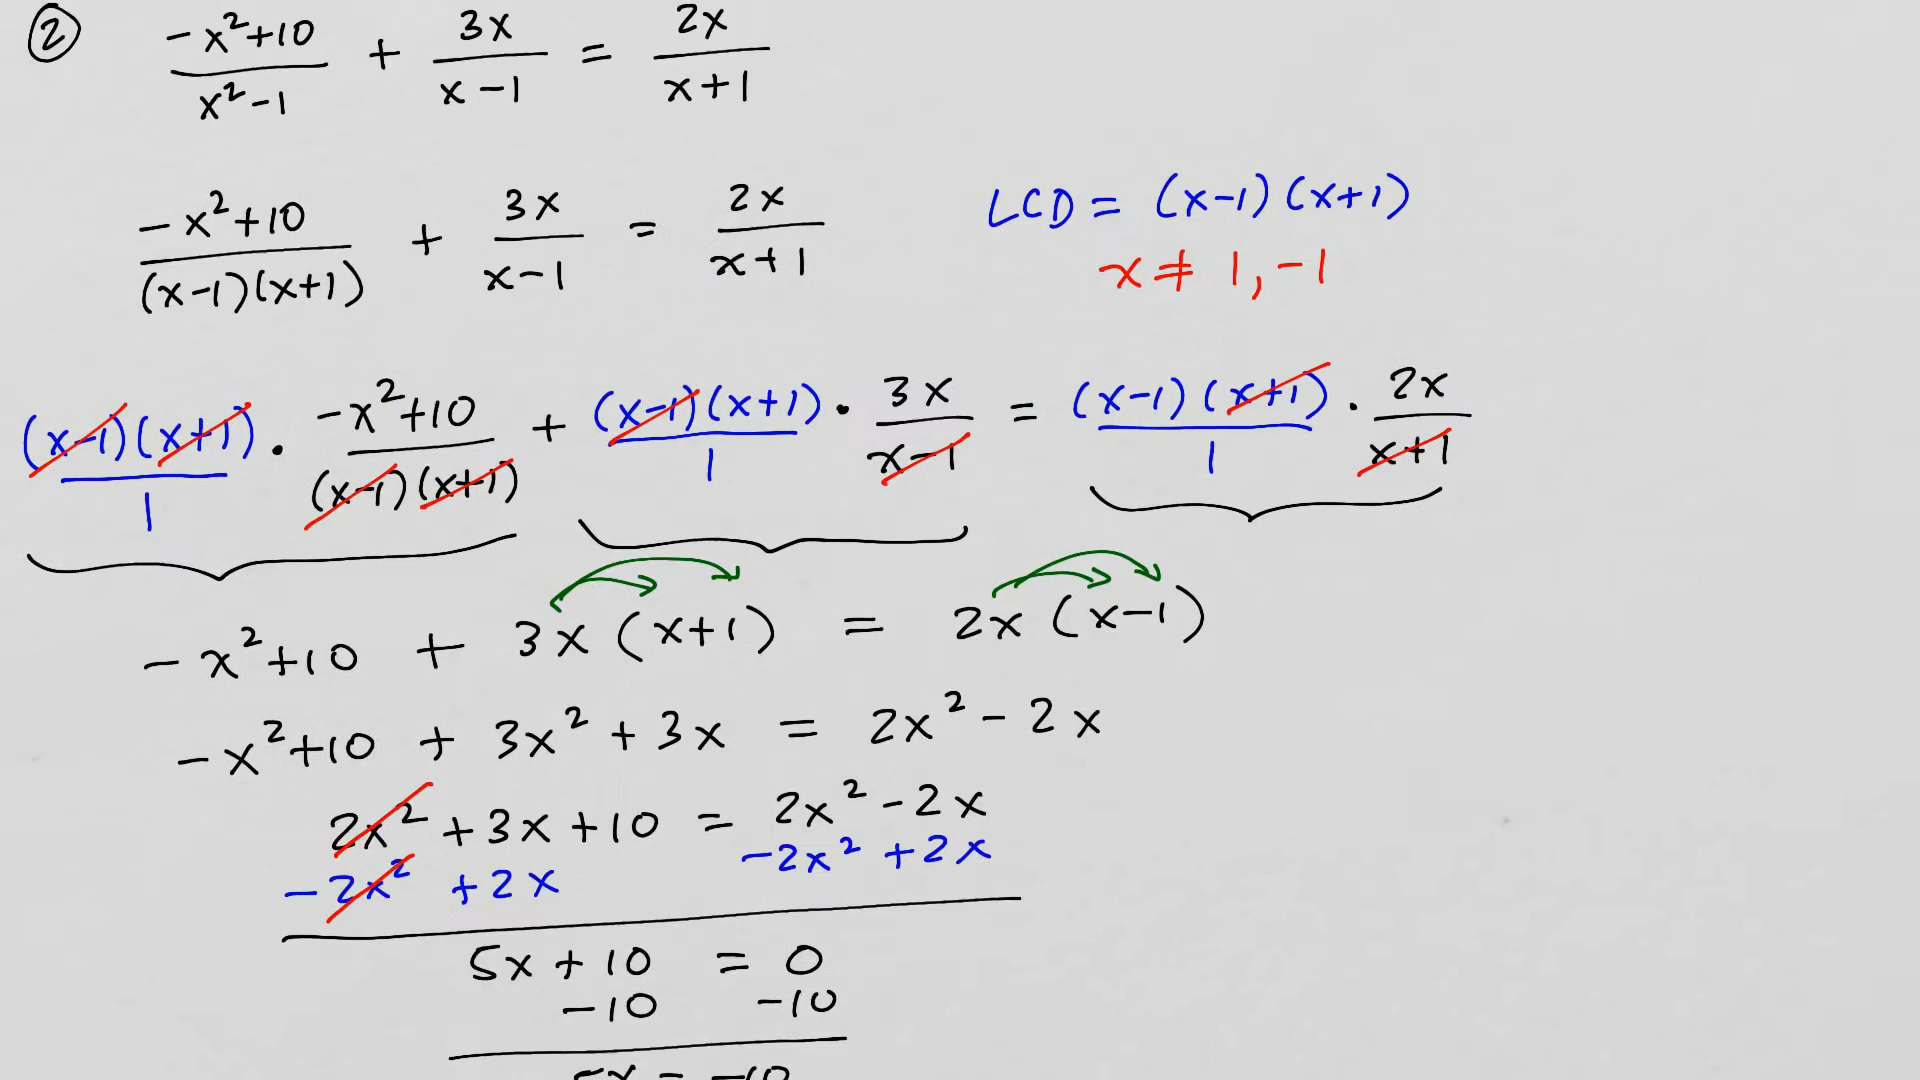 ② (-x²+10)/(x²-1) + 3x/(x-1) = 2x/(x+1)
(-x²+10)/((x-1)(x+1)) + 3x/(x-1) = 2x/(x+1)
LCD = (x-1)(x+1)
x ≠ 1, -1
(x-1)(x+1)/1 · (-x²+10)/((x-1)(x+1)) + (x-1)(x+1)/1 · 3x/(x-1) = (x-1)(x+1)/1 · 2x/(x+1)
-x²+10 + 3x(x+1) = 2x(x-1)
-x²+10 + 3x²+3x = 2x²-2x
2x²+3x+10 = 2x²-2x
-2x² +2x -2x² +2x
5x+10 = 0
-10 -10
5x = -10